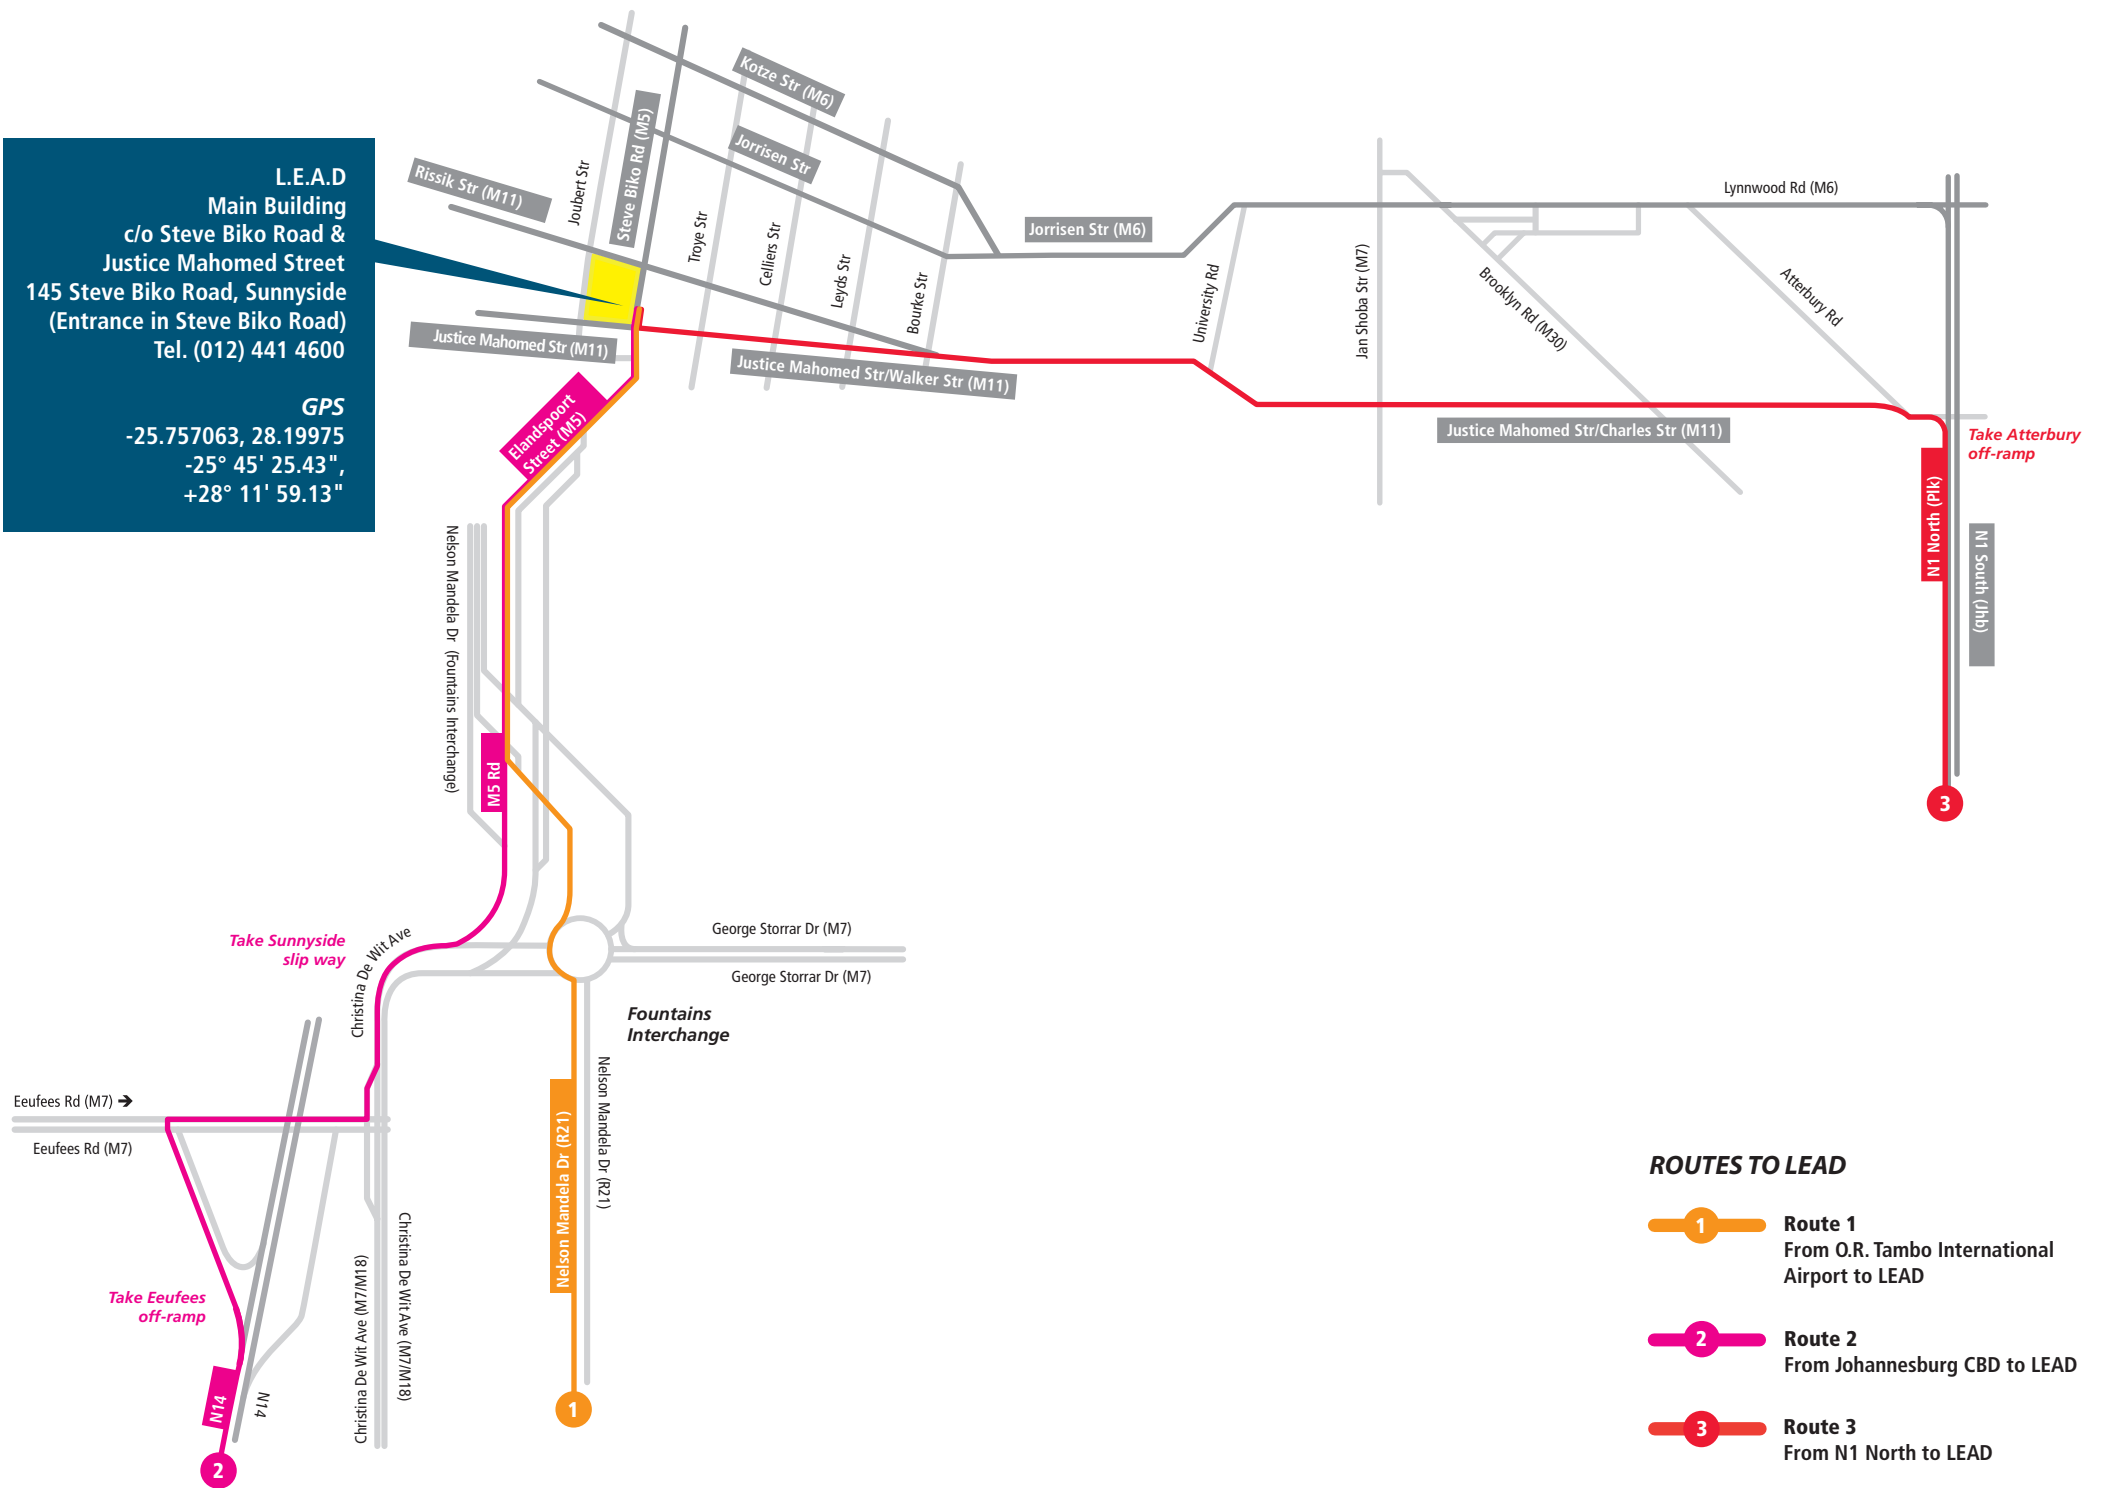 Kotze Str (M6)
Jorrisen Str
Steve Biko Rd (M5)
Rissik Str (M11)
Joubert Str
Troye Str
Celliers Str
Leyds Str
Bourke Str
Jorrisen Str (M6)
University Rd
Jan Shoba Str (M7)
Lynnwood Rd (M6)
Brooklyn Rd (M30)
Atterbury Rd
L.E.A.D
Main Building
c/o Steve Biko Road &
Justice Mahomed Street
145 Steve Biko Road, Sunnyside
(Entrance in Steve Biko Road)
Tel. (012) 441 4600
GPS
-25.757063, 28.19975
-25° 45' 25.43",
+28° 11' 59.13"
Justice Mahomed Str (M11)
Justice Mahomed Str/Walker Str (M11)
Justice Mahomed Str/Charles Str (M11)
Take Atterbury
off-ramp
N1 North (Plk)
N1 South (Jhb)
3
Elandspoort
Street (M5)
Nelson Mandela Dr (Fountains Interchange)
M5 Rd
Take Sunnyside
slip way
Christina De Wit Ave
George Storrar Dr (M7)
George Storrar Dr (M7)
Fountains
Interchange
Eeufees Rd (M7) ➔
Eeufees Rd (M7)
Nelson Mandela Dr (R21)
Nelson Mandela Dr (R21)
Christina De Wit Ave (M7/M18)
Christina De Wit Ave (M7/M18)
Take Eeufees
off-ramp
N14
N14
1
2
ROUTES TO LEAD
1
Route 1
From O.R. Tambo International
Airport to LEAD
2
Route 2
From Johannesburg CBD to LEAD
3
Route 3
From N1 North to LEAD